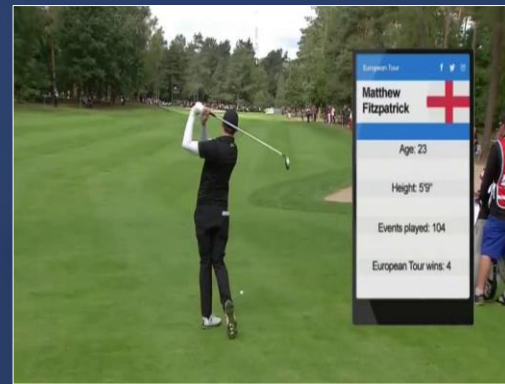 European Tour
Matthew
Fitzpatrick
Age: 23
Height: 5'9"
Events played: 104
European Tour wins: 4